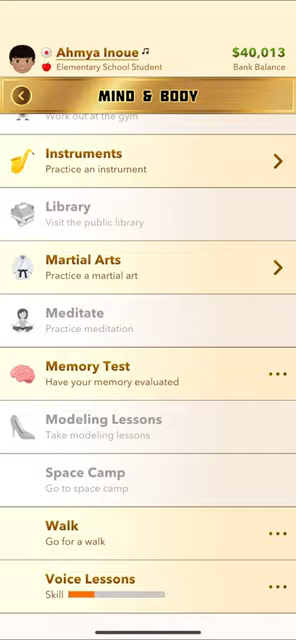 Ahmya Inoue
$40,013
Elementary School Student
Bank Balance
MIND & BODY
Work out at the gym
Instruments
Practice an instrument
Library
Visit the public library
Martial Arts
Practice a martial art
Meditate
Practice meditation
Memory Test
Have your memory evaluated
Modeling Lessons
Take modeling lessons
Space Camp
Go to space camp
Walk
Go for a walk
Voice Lessons
Skill